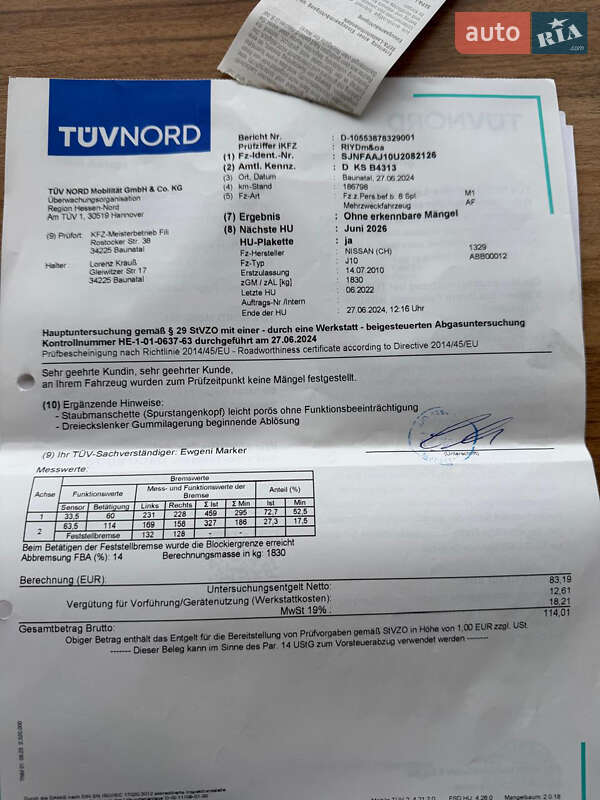 auto RIA.com
TÜVNORD
TÜV NORD Mobilität GmbH & Co. KG
Überwachungsorganisation
Region Hessen-Nord
Am TÜV 1, 30519 Hannover
(9) Prüfort: KFZ-Meisterbetrieb Fili
Rostocker Str. 38
34225 Baunatal
Halter: Lorenz Krauß
Gleiwitzer Str 17
34225 Baunatal
Bericht Nr. : D-10553878329001
Prüfziffer iKFZ : RIYDm&oa
(1) Fz-Ident.-Nr. : SJNFAAJ10U2082126
(2) Amtl. Kennz. : D KS B4313
(3) Ort, Datum : Baunatal, 27.06.2024
(4) km-Stand : 186798
(5) Fz-Art : Fz z.Pers.bef b. 8 Spl. M1
Mehrzweckfahrzeug AF
(7) Ergebnis : Ohne erkennbare Mängel
(8) Nächste HU : Juni 2026
HU-Plakette : ja
Fz-Hersteller : NISSAN (CH) 1329
Fz-Typ : J10 ABB00012
Erstzulassung : 14.07.2010
zGM / zAL [kg] : 1830
Letzte HU : 06.2022
Auftrags-Nr /Intern :
Ende der HU : 27.06.2024, 12:16 Uhr
Hauptuntersuchung gemäß § 29 StVZO mit einer - durch eine Werkstatt - beigesteuerten Abgasuntersuchung
Kontrollnummer HE-1-01-0637-63 durchgeführt am 27.06.2024
Prüfbescheinigung nach Richtlinie 2014/45/EU - Roadworthiness certificate according to Directive 2014/45/EU
Sehr geehrte Kundin, sehr geehrter Kunde,
an Ihrem Fahrzeug wurden zum Prüfzeitpunkt keine Mängel festgestellt.
(10) Ergänzende Hinweise:
- Staubmanschette (Spurstangenkopf) leicht porös ohne Funktionsbeeinträchtigung
- Dreieckslenker Gummilagerung beginnende Ablösung
(9) Ihr TÜV-Sachverständiger: Ewgeni Marker
(Unterschrift)
Messwerte:
Achse Bremswerte
Funktionswerte Mess- und Funktionswerte der Bremse Anteil (%)
Sensor Betätigung Links Rechts Σ Ist Σ Min Ist Min
1 33,5 60 231 228 459 295 72,7 52,5
2 63,5 114 169 158 327 186 27,3 17,5
Feststellbremse 132 128 - -
Beim Betätigen der Feststellbremse wurde die Blockiergrenze erreicht
Abbremsung FBA (%): 14 Berechnungsmasse in kg: 1830
Berechnung (EUR):
Untersuchungsentgelt Netto: 83,19
Vergütung für Vorführung/Gerätenutzung (Werkstattkosten): 12,61
MwSt 19% : 18,21
Gesamtbetrag Brutto: 114,01
Obiger Betrag enthält das Entgelt für die Bereitstellung von Prüfvorgaben gemäß StVZO in Höhe von 1,00 EUR zzgl. USt.
------- Dieser Beleg kann im Sinne des Par. 14 UStG zum Vorsteuerabzug verwendet werden -------